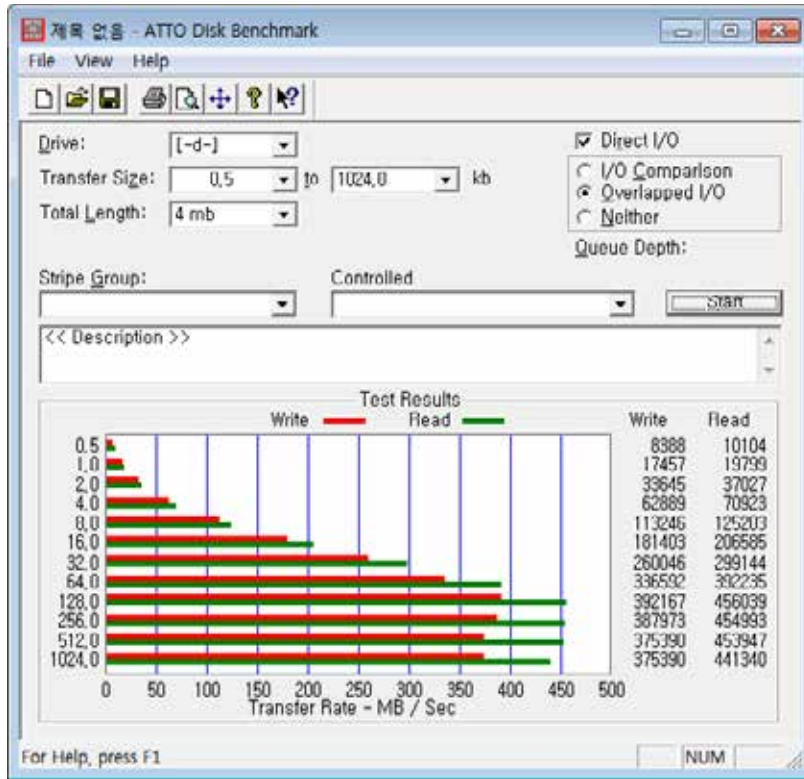 제목 없음 - ATTO Disk Benchmark
File View Help
Drive: [-d-]
Direct I/O
Transfer Size: 0,5 to 1024,0 kb
I/O Comparison
Overlapped I/O
Total Length: 4 mb
Neither
Queue Depth:
Stripe Group: Controlled
Start
<< Description >>
Test Results
Write Read Write Read
0,5 8388 10104
1,0 17457 19799
2,0 33645 37027
4,0 62889 70923
8,0 113246 125203
16,0 181403 206585
32,0 260046 299144
64,0 336592 392235
128,0 392167 456039
256,0 387973 454993
512,0 375390 453947
1024,0 375390 441340
0 50 100 150 200 250 300 350 400 450 500
Transfer Rate - MB / Sec
For Help, press F1 NUM